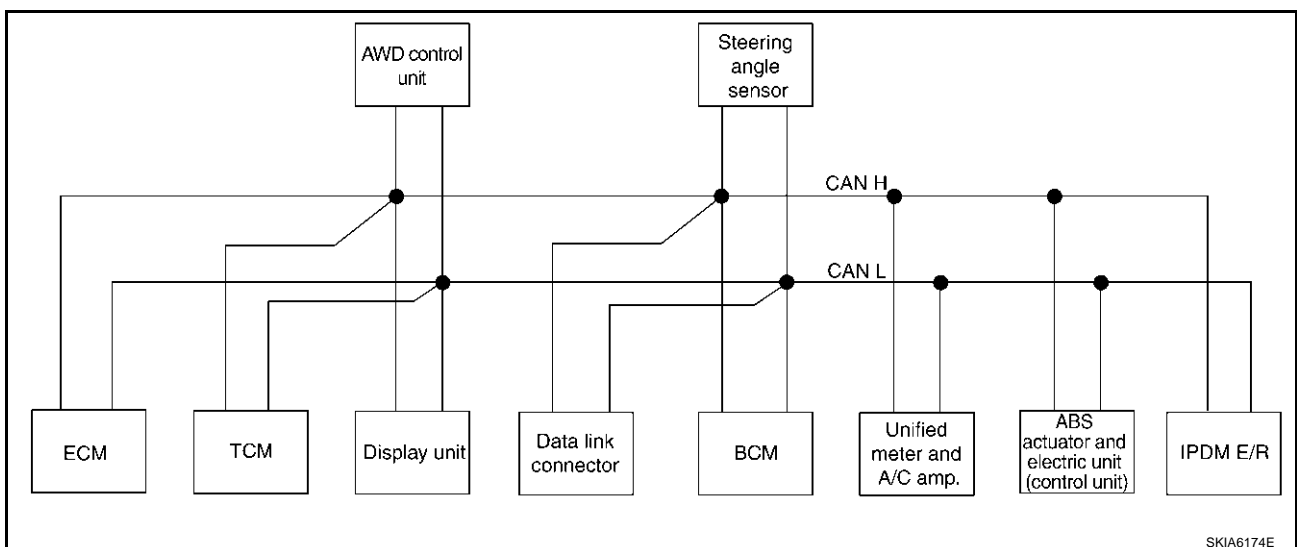 AWD control
unit
Steering
angle
sensor
CAN H
CAN L
ECM
TCM
Display unit
Data link
connector
BCM
Unified
meter and
A/C amp.
ABS
actuator and
electric unit
(control unit)
IPDM E/R
SKIA6174E